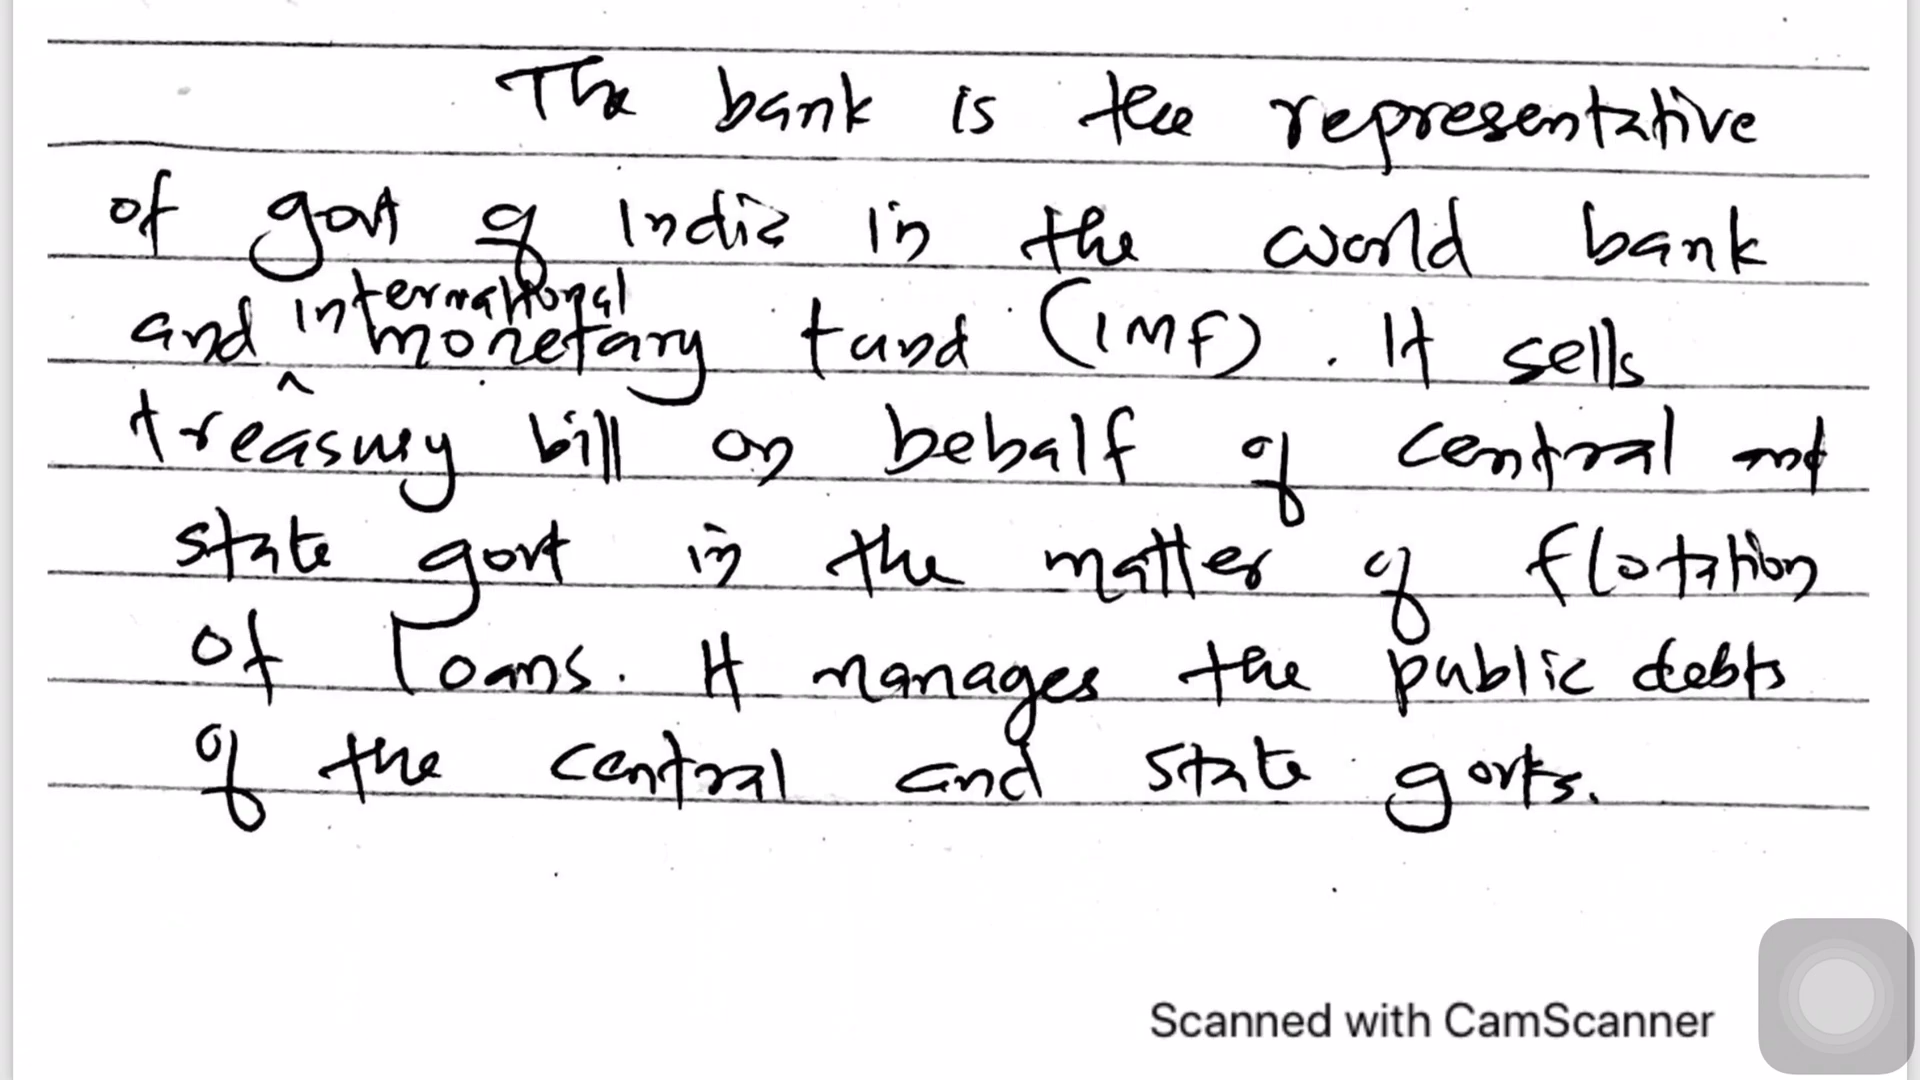 The bank is the representative
of govt of India in the world bank
and international monetary fund (IMF). It sells
treasury bill on behalf of central and
state govt in the matter of flotation
of Loans. It manages the public debts
of the central and state govts.
Scanned with CamScanner